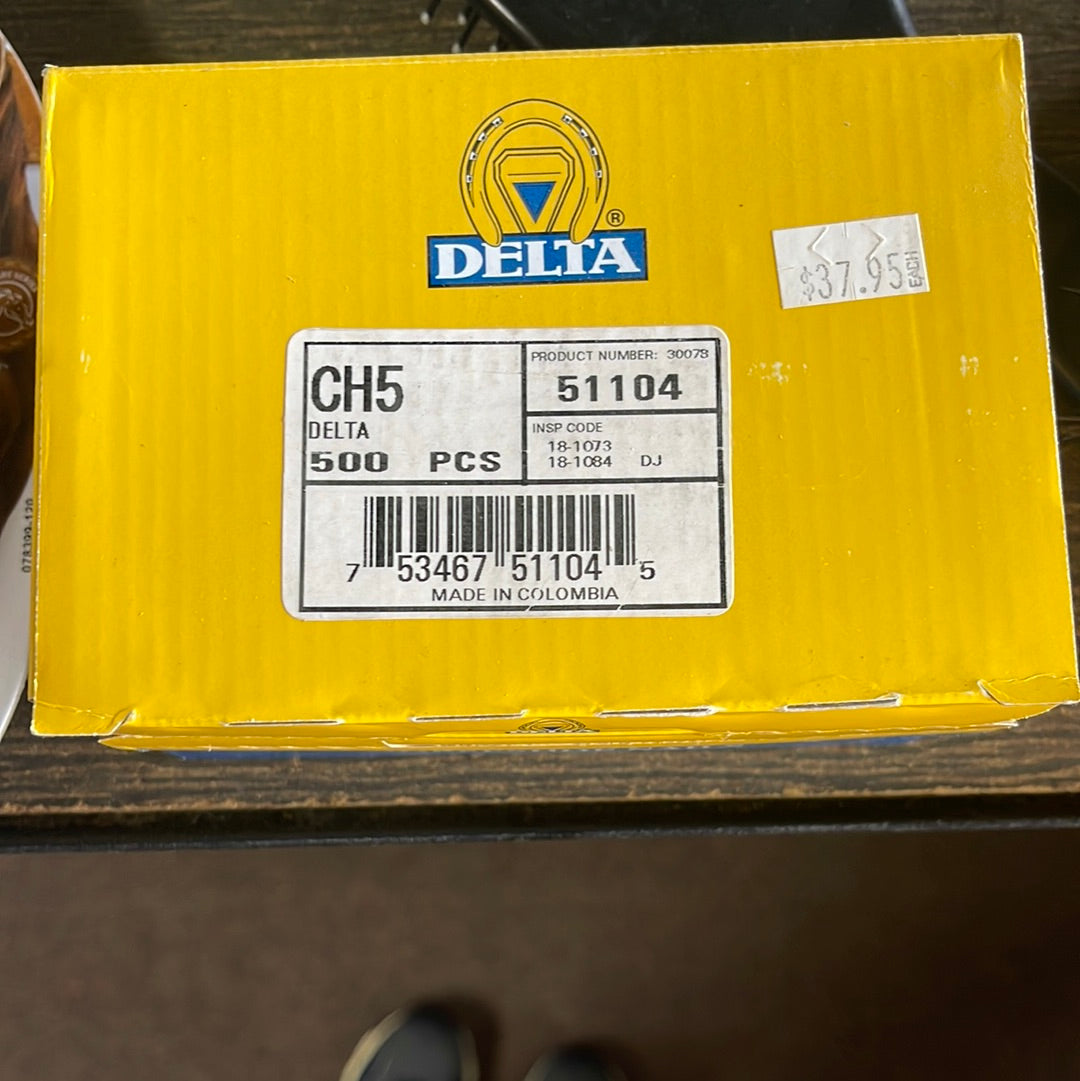 ®
DELTA
$37.95 EACH
CH5
DELTA
500 PCS
PRODUCT NUMBER: 30078
51104
INSP CODE
18-1073
18-1084 DJ
7 53467 51104 5
MADE IN COLOMBIA